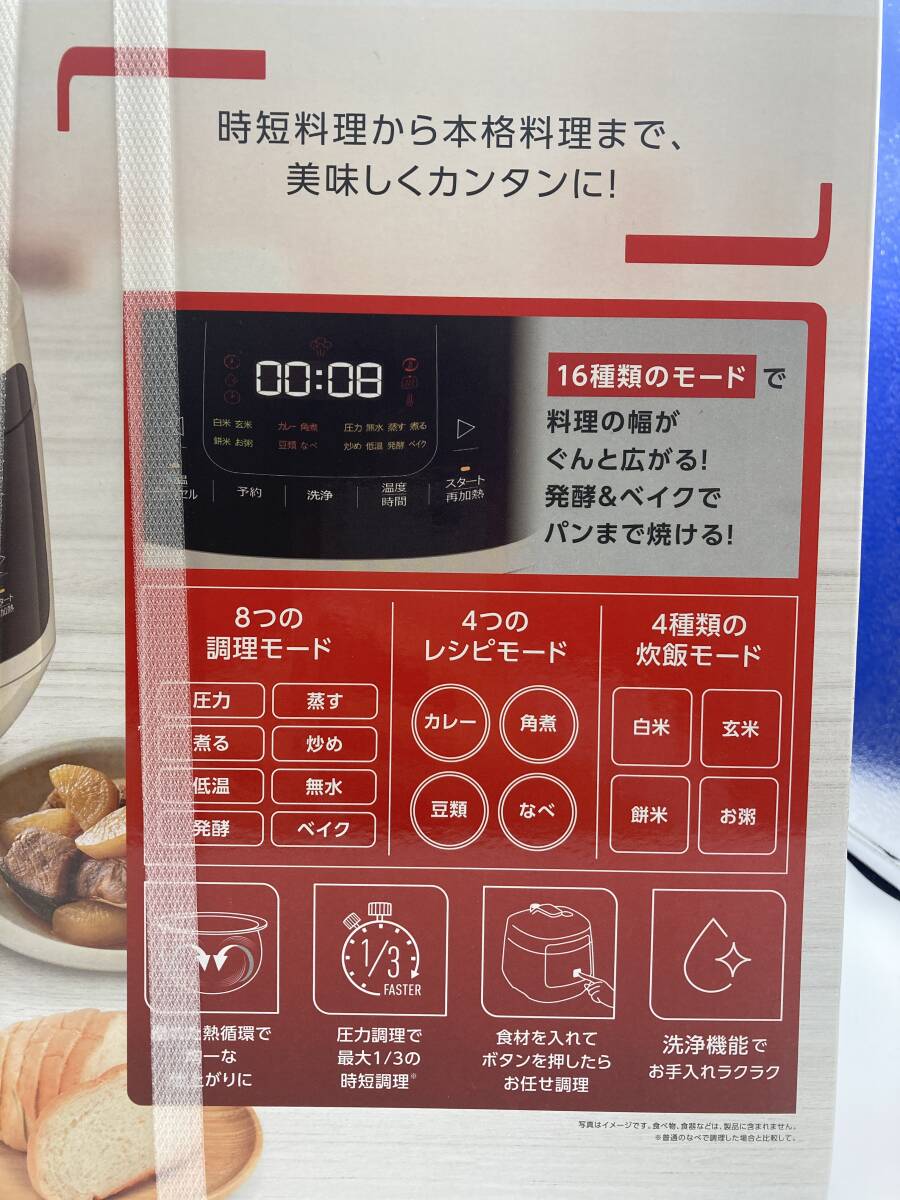 時短料理から本格料理まで、
美味しくカンタンに!
00:08
白米 玄米 カレー 角煮 圧力 無水 蒸す 煮る
餅米 お粥 豆類 なべ 炒め 低温 発酵 ベイク
予約
洗浄
温度
時間
スタート
再加熱
16種類のモードで
料理の幅が
ぐんと広がる!
発酵&ベイクで
パンまで焼ける!
8つの
調理モード
圧力 蒸す
煮る 炒め
低温 無水
発酵 ベイク
4つの
レシピモード
カレー 角煮
豆類 なべ
4種類の
炊飯モード
白米 玄米
餅米 お粥
熱循環で
ーな
上がりに
1/3
FASTER
圧力調理で
最大1/3の
時短調理※
食材を入れて
ボタンを押したら
お任せ調理
洗浄機能で
お手入れラクラク
写真はイメージです。食べ物、食器などは、製品に含まれません。
※普通のなべで調理した場合と比較して。